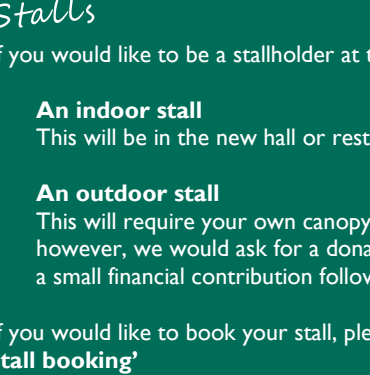 Stalls
f you would like to be a stallholder at t
An indoor stall
This will be in the new hall or rest
An outdoor stall
This will require your own canopy
however, we would ask for a dona
a small financial contribution follow
f you would like to book your stall, ple
tall booking’